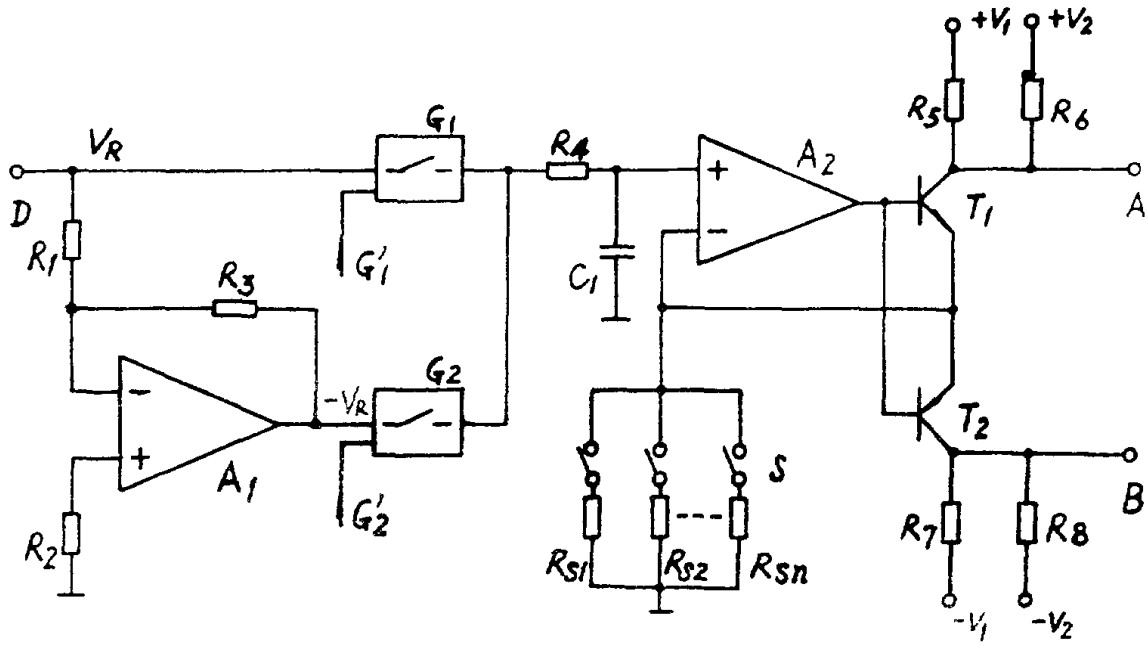 +V1 +V2
R5 R6
G1
VR
R4
A2
+
D
T1
A
G'1
R1
C1
−
R3
G2
−VR
T2
−
S
+
A1
B
G'2
R7 R8
R2
RS1 RS2 RSn
-V1 -V2